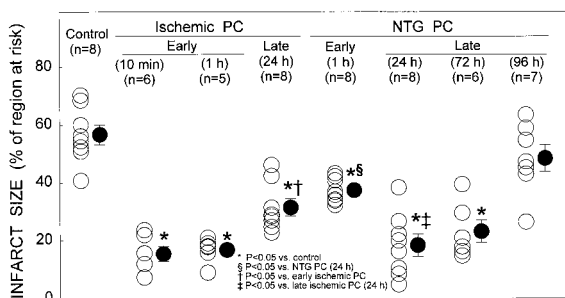 Ischemic PC NTG PC
Control Early Late Early Late
(n=8) (10 min) (1 h) (24 h) (1 h) (24 h) (72 h) (96 h)
(n=6) (n=5) (n=8) (n=8) (n=8) (n=6) (n=7)
INFARCT SIZE (% of region at risk)
80
60
40
20
0
* * *† *§ *‡ *
* P<0.05 vs. control
§ P<0.05 vs. NTG PC (24 h)
† P<0.05 vs. early ischemic PC
‡ P<0.05 vs. late ischemic PC (24 h)